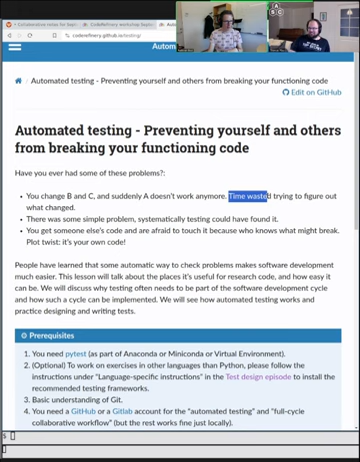 Collaborative notes for Sept
CodeRefinery workshop Septe
coderefinery.github.io/testing/
Autom
/ Automated testing - Preventing yourself and others from breaking your functioning code
Edit on GitHub
Automated testing - Preventing yourself and others
from breaking your functioning code
Have you ever had some of these problems?:
• You change B and C, and suddenly A doesn't work anymore. Time wasted trying to figure out
what changed.
• There was some simple problem, systematically testing could have found it.
• You get someone else's code and are afraid to touch it because who knows what might break.
Plot twist: it's your own code!
People have learned that some automatic way to check problems makes software development
much easier. This lesson will talk about the places it's useful for research code, and how easy it
can be. We will discuss why testing often needs to be part of the software development cycle
and how such a cycle can be implemented. We will see how automated testing works and
practice designing and writing tests.
Prerequisites
1. You need pytest (as part of Anaconda or Miniconda or Virtual Environment).
2. (Optional) To work on exercises in other languages than Python, please follow the
instructions under "Language-specific instructions" in the Test design episode to install the
recommended testing frameworks.
3. Basic understanding of Git.
4. You need a GitHub or a Gitlab account for the "automated testing" and "full-cycle
collaborative workflow" (but the rest works fine just locally).